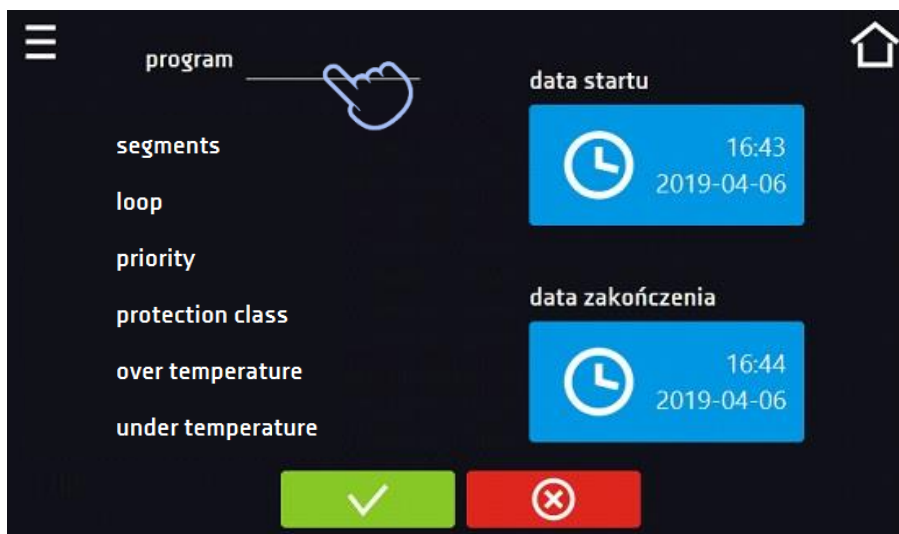 program
segments
loop
priority
protection class
over temperature
under temperature
data startu
16:43
2019-04-06
data zakończenia
16:44
2019-04-06